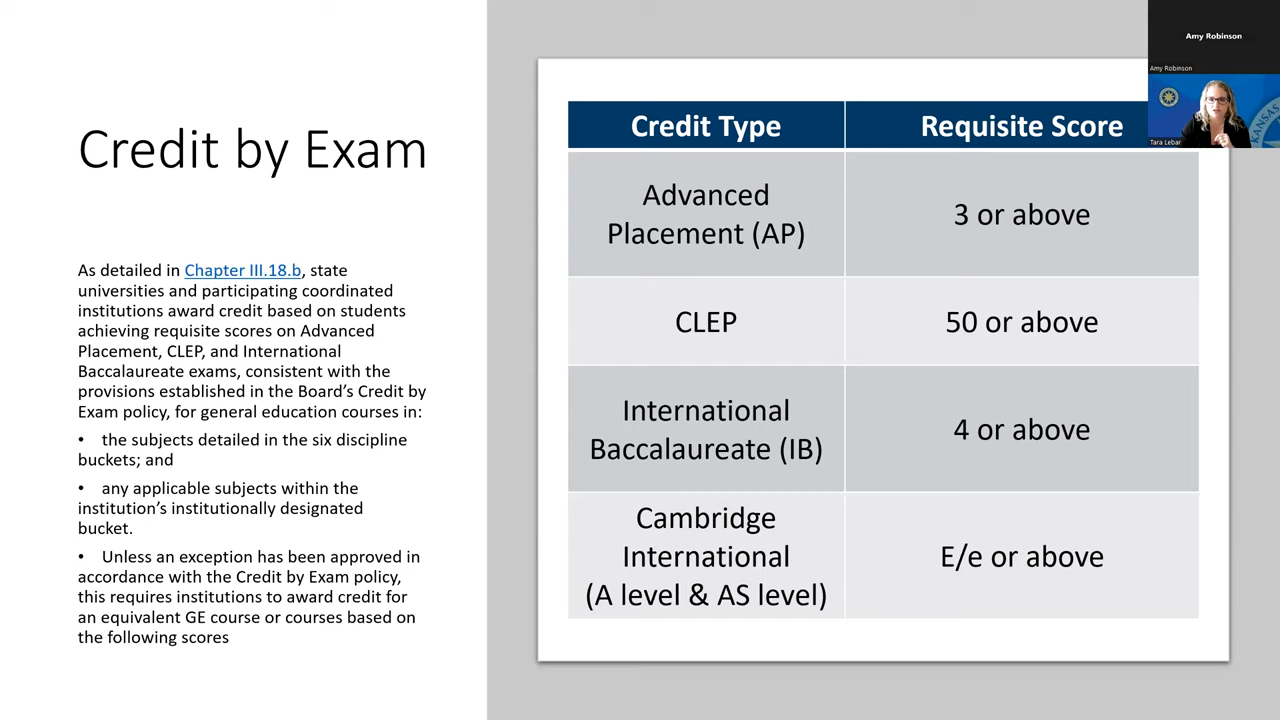 Credit by Exam
As detailed in Chapter III.18.b, state
universities and participating coordinated
institutions award credit based on students
achieving requisite scores on Advanced
Placement, CLEP, and International
Baccalaureate exams, consistent with the
provisions established in the Board's Credit by
Exam policy, for general education courses in:
• the subjects detailed in the six discipline
buckets; and
• any applicable subjects within the
institution's institutionally designated
bucket.
• Unless an exception has been approved in
accordance with the Credit by Exam policy,
this requires institutions to award credit for
an equivalent GE course or courses based on
the following scores
Credit Type
Requisite Score
Advanced
Placement (AP)
3 or above
CLEP
50 or above
International
Baccalaureate (IB)
4 or above
Cambridge
International
(A level & AS level)
E/e or above
Amy Robinson
Amy Robinson
KANSAS
Tara Lebar